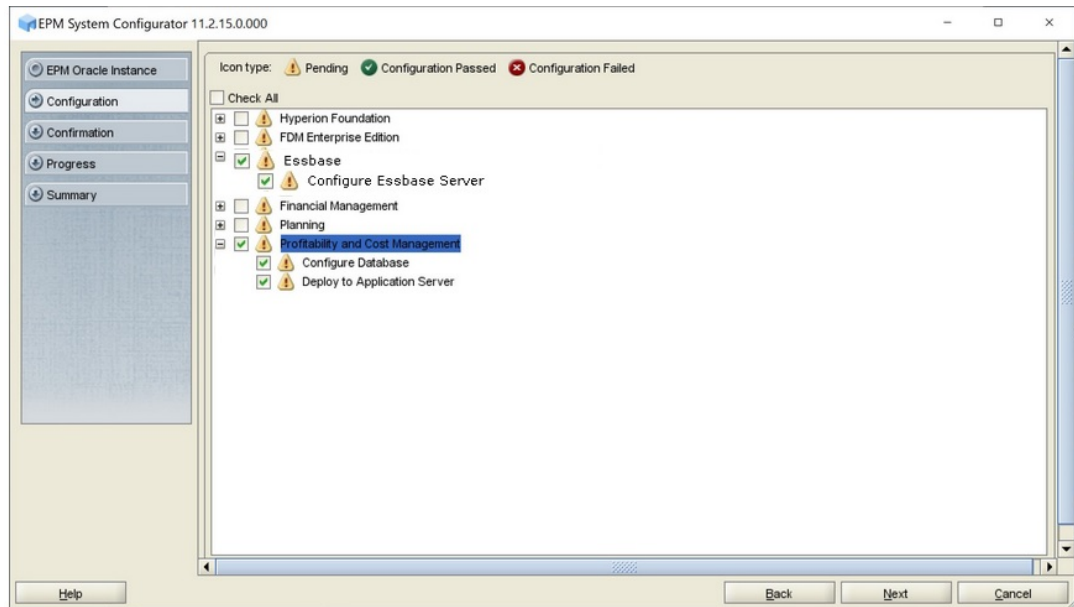 EPM System Configurator 11.2.15.0.000
EPM Oracle Instance
Configuration
Confirmation
Progress
Summary
Icon type: Pending Configuration Passed Configuration Failed
Check All
Hyperion Foundation
FDM Enterprise Edition
Essbase
Configure Essbase Server
Financial Management
Planning
Profitability and Cost Management
Configure Database
Deploy to Application Server
Help
Back
Next
Cancel